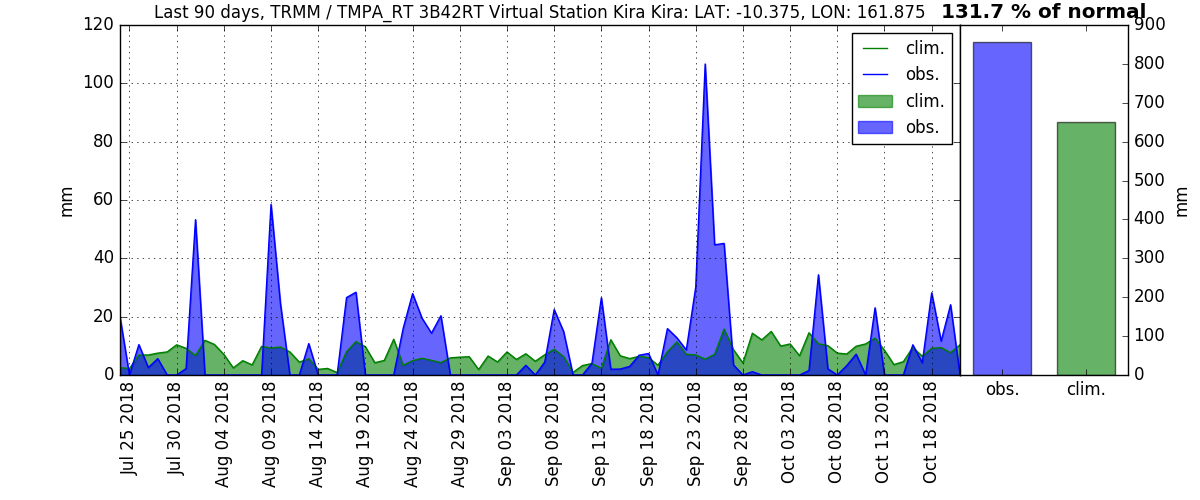 Last 90 days, TRMM / TMPA_RT 3B42RT Virtual Station Kira Kira: LAT: -10.375, LON: 161.875 131.7 % of normal
120
100
80
60
40
20
0
mm
clim.
obs.
clim.
obs.
900
800
700
600
500
400
300
200
100
0
mm
Jul 25 2018
Jul 30 2018
Aug 04 2018
Aug 09 2018
Aug 14 2018
Aug 19 2018
Aug 24 2018
Aug 29 2018
Sep 03 2018
Sep 08 2018
Sep 13 2018
Sep 18 2018
Sep 23 2018
Sep 28 2018
Oct 03 2018
Oct 08 2018
Oct 13 2018
Oct 18 2018
obs. clim.